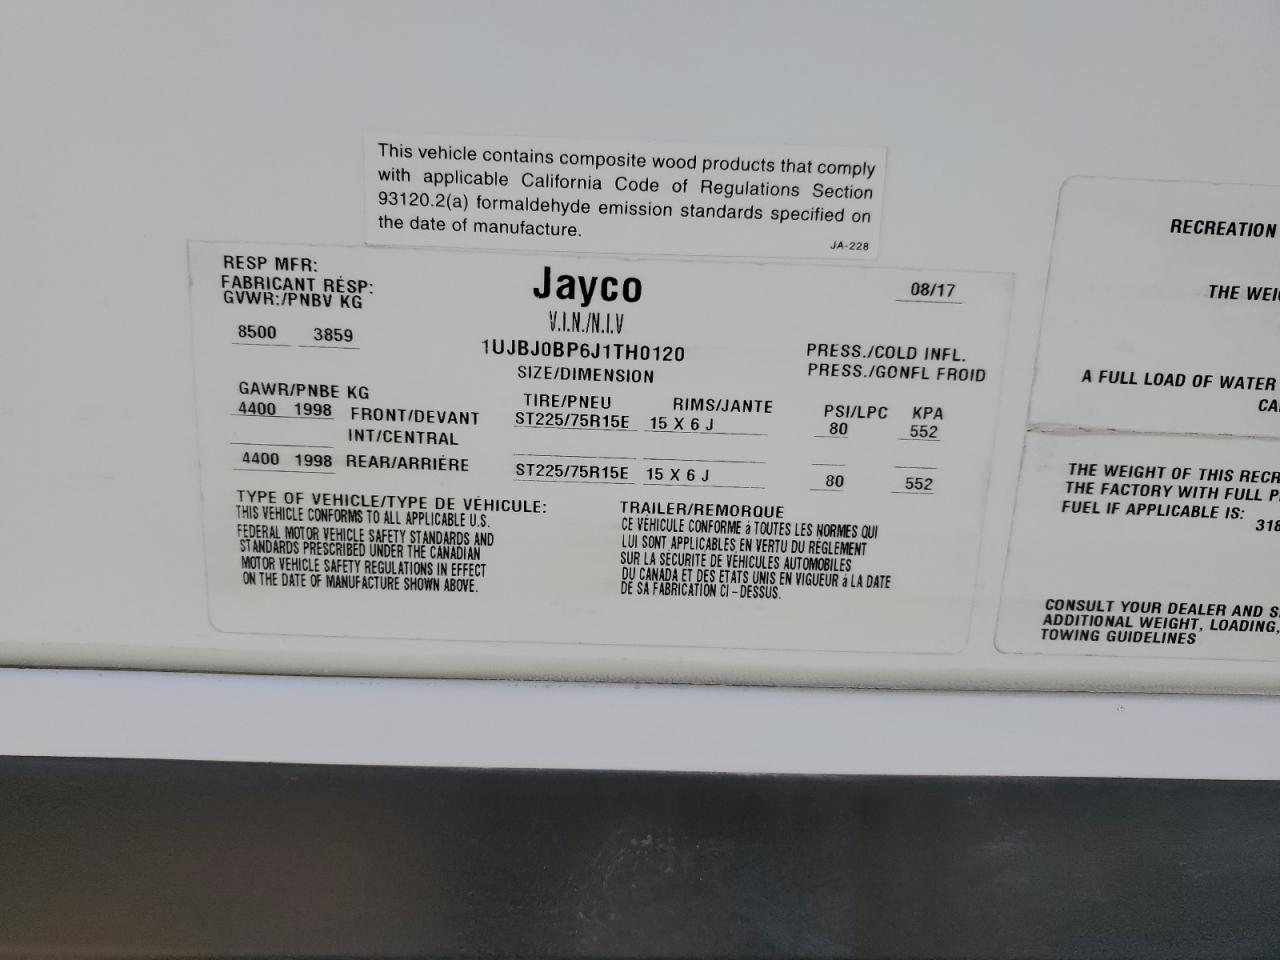 This vehicle contains composite wood products that comply
with applicable California Code of Regulations Section
93120.2(a) formaldehyde emission standards specified on
the date of manufacture.
JA-228
RESP MFR:
FABRICANT RÉSP:
GVWR:/PNBV KG
Jayco
08/17
V.I.N./N.I.V
8500 3859
1UJBJ0BP6J1TH0120
PRESS./COLD INFL.
SIZE/DIMENSION
PRESS./GONFL FROID
GAWR/PNBE KG
TIRE/PNEU RIMS/JANTE PSI/LPC KPA
4400 1998 FRONT/DEVANT ST225/75R15E 15 X 6 J 80 552
INT/CENTRAL
4400 1998 REAR/ARRIÈRE ST225/75R15E 15 X 6 J 80 552
TYPE OF VEHICLE/TYPE DE VÉHICULE: TRAILER/REMORQUE
THIS VEHICLE CONFORMS TO ALL APPLICABLE U.S.
FEDERAL MOTOR VEHICLE SAFETY STANDARDS AND
STANDARDS PRESCRIBED UNDER THE CANADIAN
MOTOR VEHICLE SAFETY REGULATIONS IN EFFECT
ON THE DATE OF MANUFACTURE SHOWN ABOVE.
CE VÉHICULE CONFORME à TOUTES LES NORMES QUI
LUI SONT APPLICABLES EN VERTU DU RÉGLEMENT
SUR LA SÉCURITÉ DE VÉHICULES AUTOMOBILES
DU CANADA ET DES ETATS UNIS EN VIGUEUR à LA DATE
DE SA FABRICATION CI-DESSUS.
RECREATION
THE WEI
A FULL LOAD OF WATER
CA
THE WEIGHT OF THIS RECR
THE FACTORY WITH FULL P
FUEL IF APPLICABLE IS:
318
CONSULT YOUR DEALER AND S
ADDITIONAL WEIGHT, LOADING,
TOWING GUIDELINES